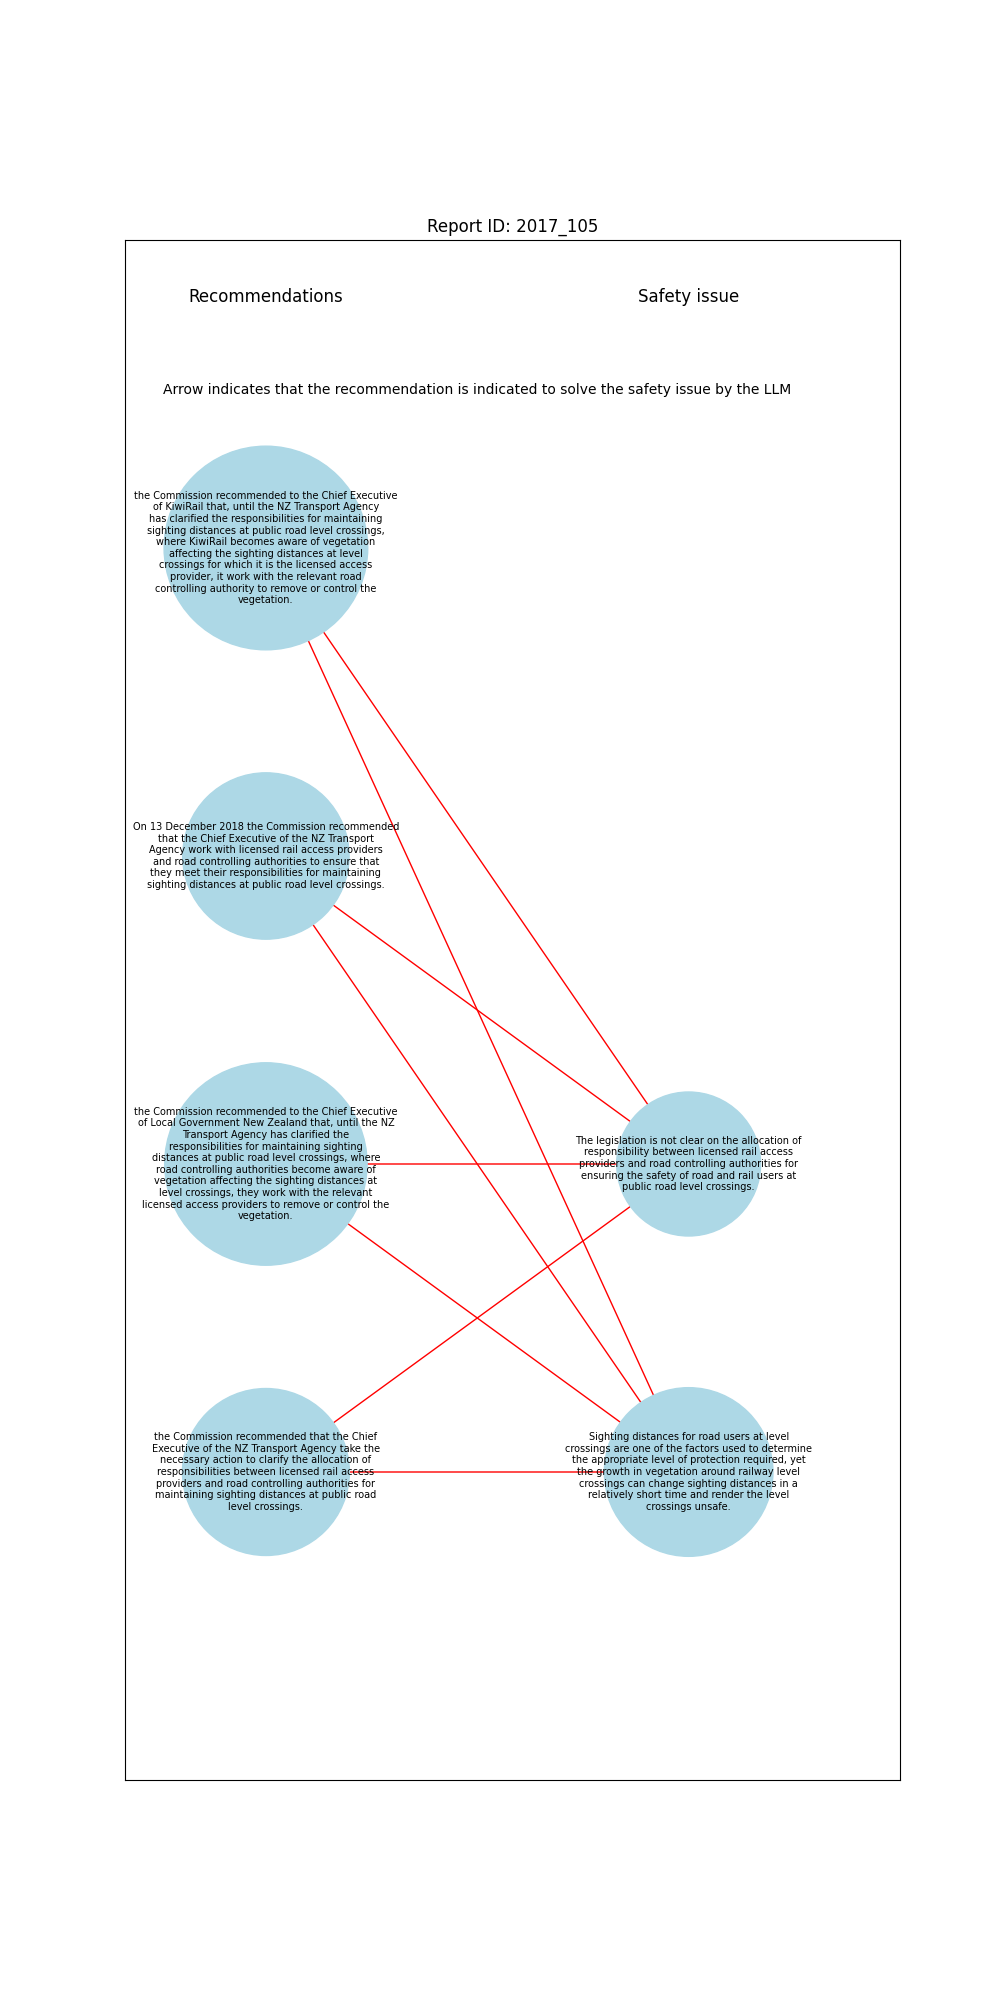 Report ID: 2017_105
Recommendations
Safety issue
Arrow indicates that the recommendation is indicated to solve the safety issue by the LLM
the Commission recommended to the Chief Executive
of KiwiRail that, until the NZ Transport Agency
has clarified the responsibilities for maintaining
sighting distances at public road level crossings,
where KiwiRail becomes aware of vegetation
affecting the sighting distances at level
crossings for which it is the licensed access
provider, it work with the relevant road
controlling authority to remove or control the
vegetation.
On 13 December 2018 the Commission recommended
that the Chief Executive of the NZ Transport
Agency work with licensed rail access providers
and road controlling authorities to ensure that
they meet their responsibilities for maintaining
sighting distances at public road level crossings.
the Commission recommended to the Chief Executive
of Local Government New Zealand that, until the NZ
Transport Agency has clarified the
responsibilities for maintaining sighting
distances at public road level crossings, where
road controlling authorities become aware of
vegetation affecting the sighting distances at
level crossings, they work with the relevant
licensed access providers to remove or control the
vegetation.
The legislation is not clear on the allocation of
responsibility between licensed rail access
providers and road controlling authorities for
ensuring the safety of road and rail users at
public road level crossings.
the Commission recommended that the Chief
Executive of the NZ Transport Agency take the
necessary action to clarify the allocation of
responsibilities between licensed rail access
providers and road controlling authorities for
maintaining sighting distances at public road
level crossings.
Sighting distances for road users at level
crossings are one of the factors used to determine
the appropriate level of protection required, yet
the growth in vegetation around railway level
crossings can change sighting distances in a
relatively short time and render the level
crossings unsafe.